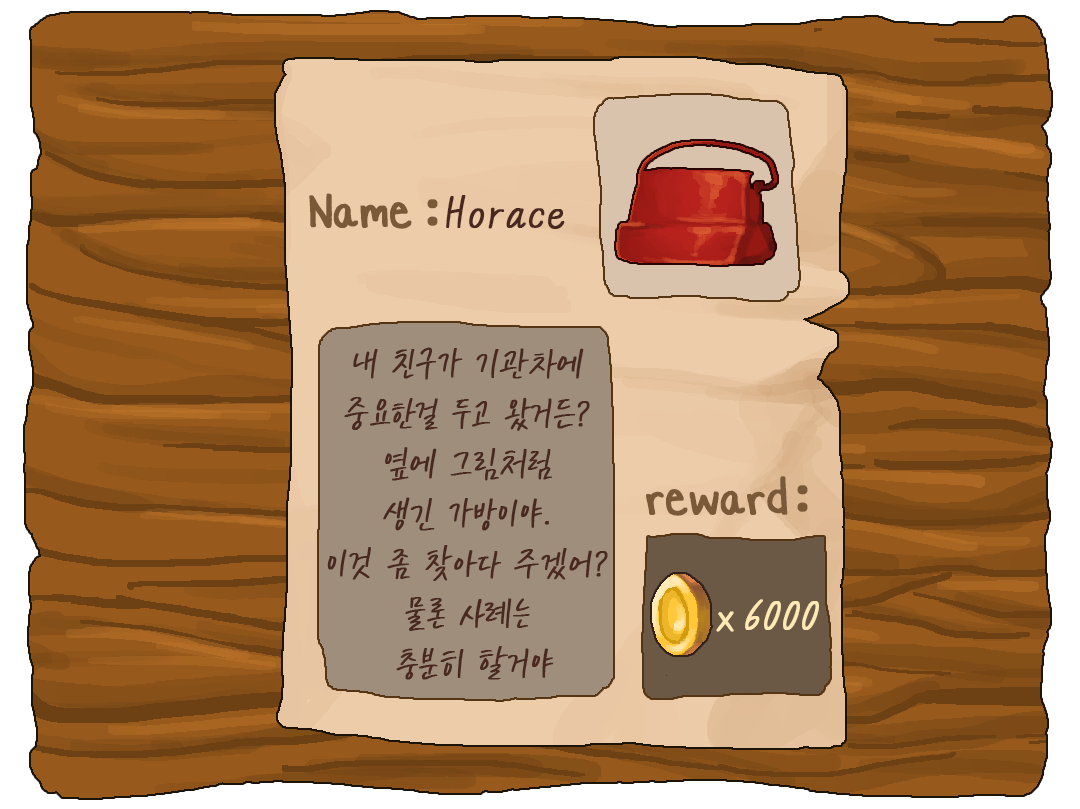 Name : Horace
내 친구가 기관차에
중요한걸 두고 왔거든?
옆에 그림처럼
생긴 가방이야.
이것 좀 찾아다 주겠어?
물론 사례는
충분히 할거야
reward:
x 6000